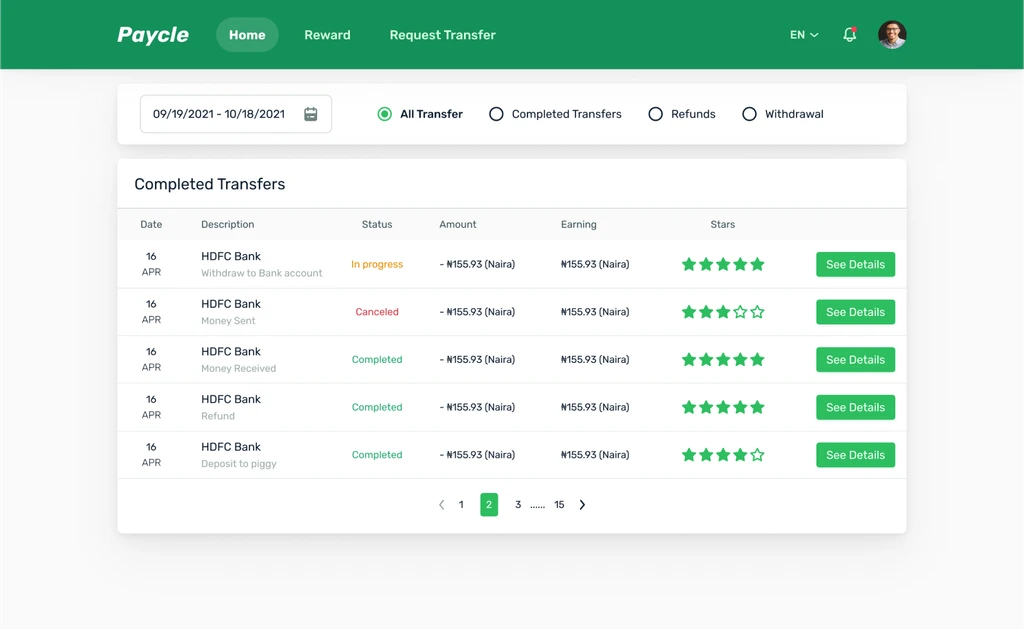 Paycle Home Reward Request Transfer EN
09/19/2021 - 10/18/2021 All Transfer Completed Transfers Refunds Withdrawal
Completed Transfers
Date Description Status Amount Earning Stars
16 APR HDFC Bank Withdraw to Bank account In progress - ₦155.93 (Naira) ₦155.93 (Naira) See Details
16 APR HDFC Bank Money Sent Canceled - ₦155.93 (Naira) ₦155.93 (Naira) See Details
16 APR HDFC Bank Money Received Completed - ₦155.93 (Naira) ₦155.93 (Naira) See Details
16 APR HDFC Bank Refund Completed - ₦155.93 (Naira) ₦155.93 (Naira) See Details
16 APR HDFC Bank Deposit to piggy Completed - ₦155.93 (Naira) ₦155.93 (Naira) See Details
1 2 3 ...... 15